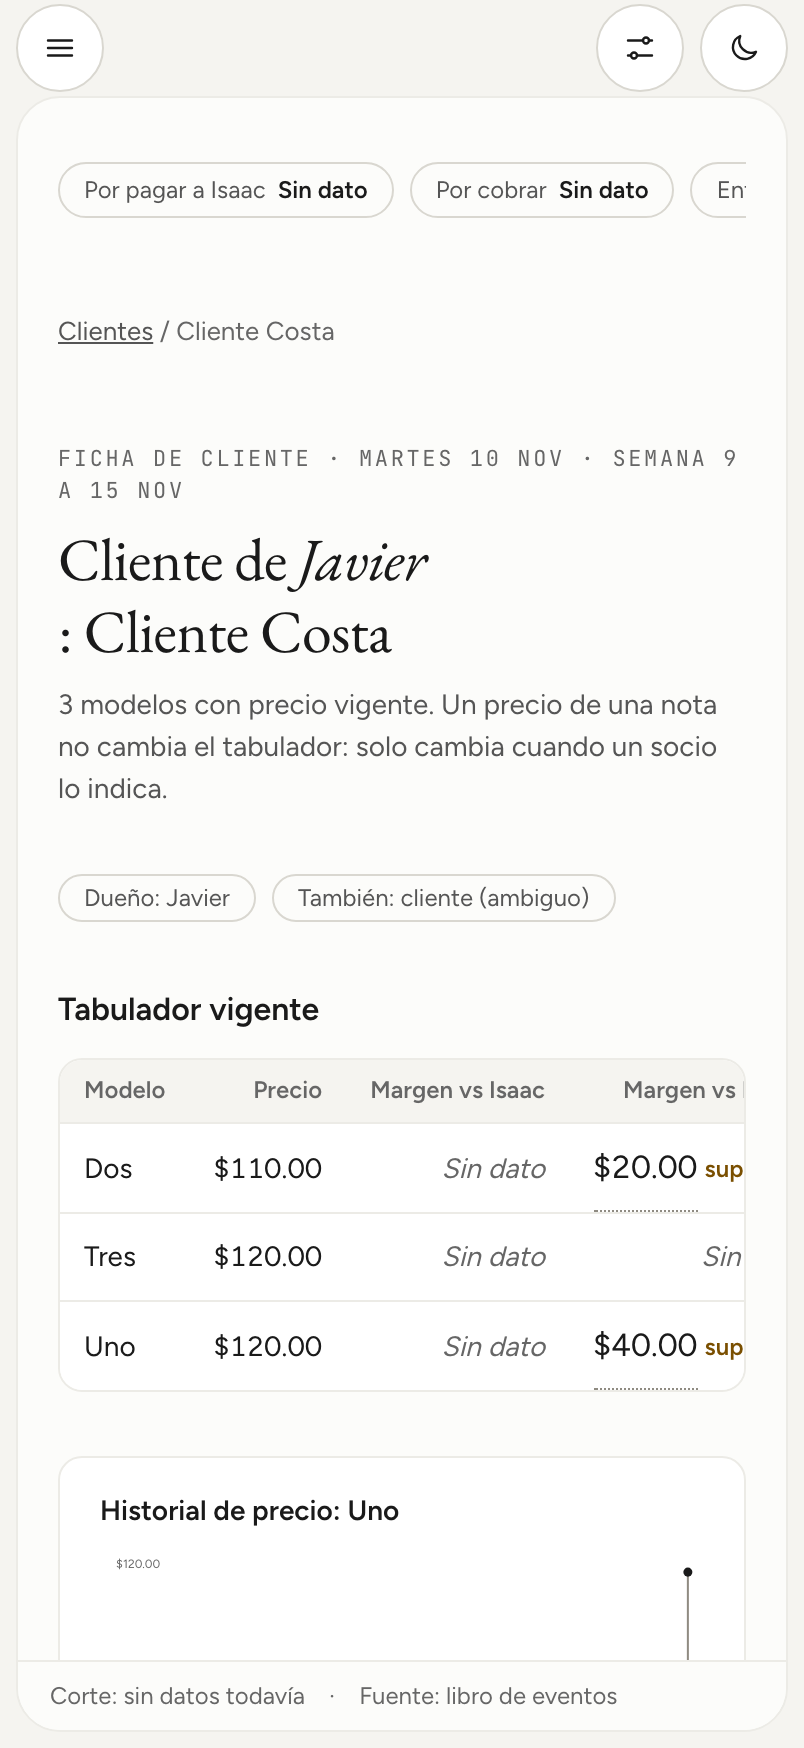 Por pagar a Isaac Sin dato Por cobrar Sin dato
Clientes / Cliente Costa
FICHA DE CLIENTE · MARTES 10 NOV · SEMANA 9
A 15 NOV
Cliente de Javier
: Cliente Costa
3 modelos con precio vigente. Un precio de una nota
no cambia el tabulador: solo cambia cuando un socio
lo indica.
Dueño: Javier También: cliente (ambiguo)
Tabulador vigente
Modelo Precio Margen vs Isaac Margen vs
Dos $110.00 Sin dato $20.00 sup
Tres $120.00 Sin dato Sin
Uno $120.00 Sin dato $40.00 sup
Historial de precio: Uno
$120.00
Corte: sin datos todavía · Fuente: libro de eventos